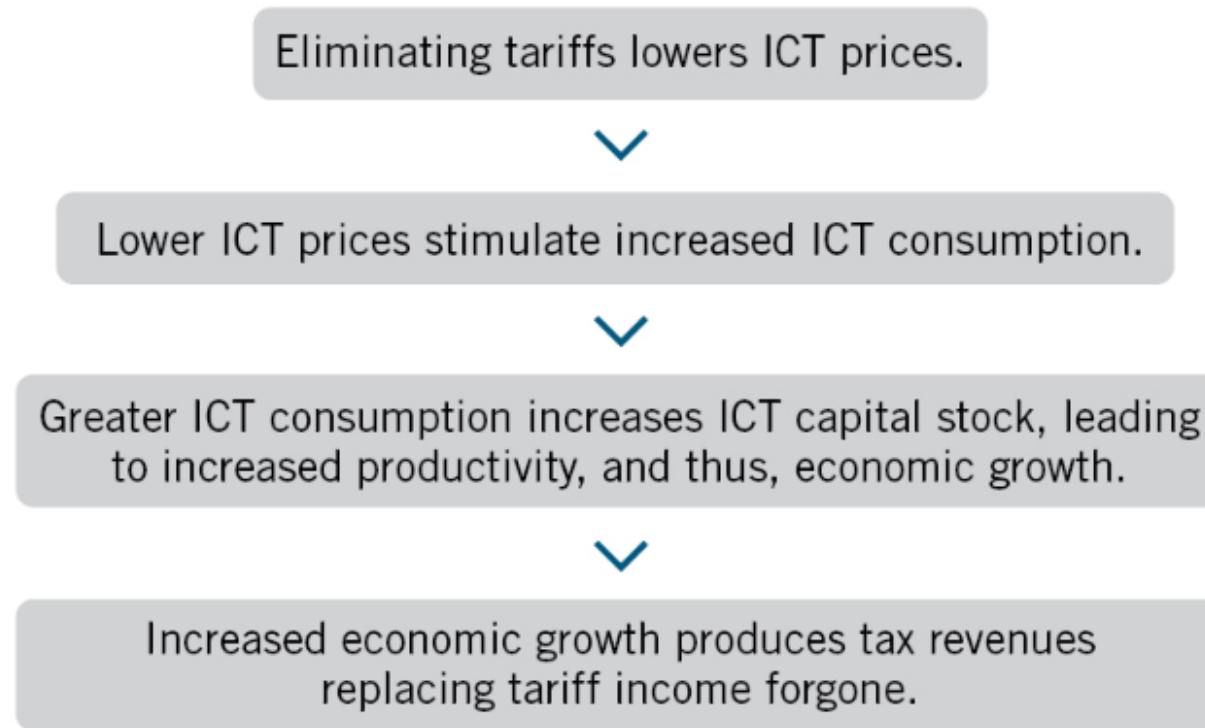 Eliminating tariffs lowers ICT prices.
Lower ICT prices stimulate increased ICT consumption.
Greater ICT consumption increases ICT capital stock, leading
to increased productivity, and thus, economic growth.
Increased economic growth produces tax revenues
replacing tariff income forgone.